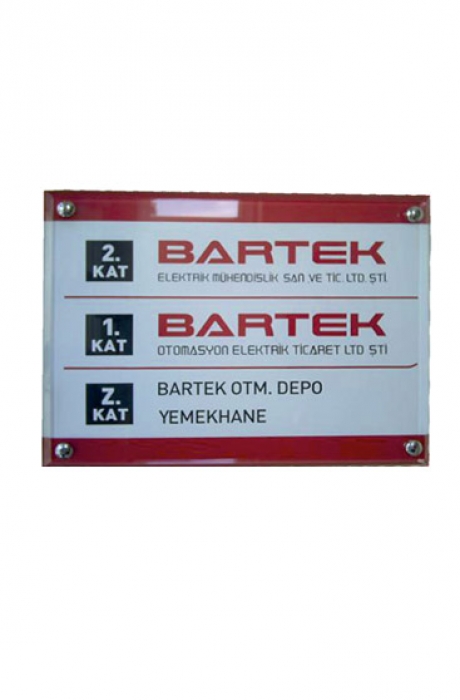 2. KAT
BARTEK
ELEKTRİK MÜHENDİSLİK SAN VE TİC. LTD. ŞTİ.
1. KAT
BARTEK
OTOMASYON ELEKTRİK TİCARET LTD ŞTİ
Z. KAT
BARTEK OTM. DEPO
YEMEKHANE